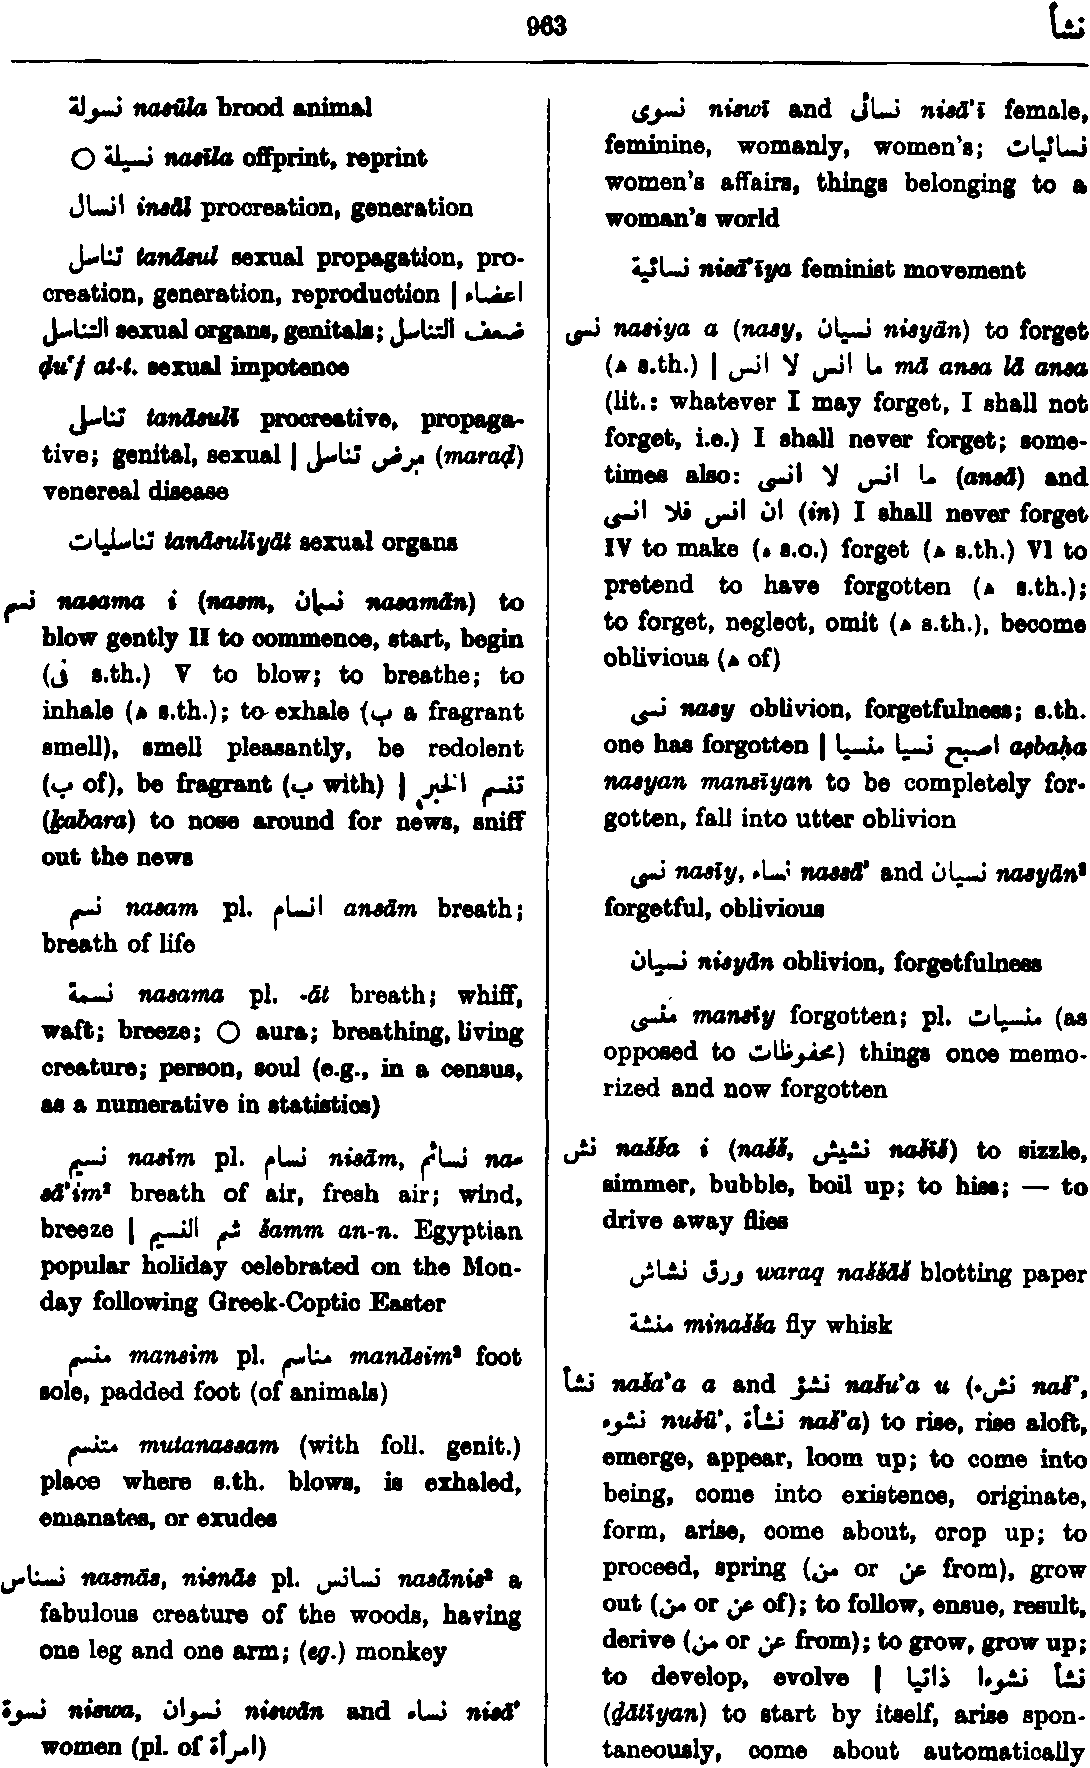 963
نشأ
نسولة nasūla brood animal
○ نسيلة nasīla offprint, reprint
انسال insāl procreation, generation
تناسل tanāsul sexual propagation, pro-
creation, generation, reproduction | اعضاء
التناسل sexual organs, genitals; ضعف التناسل
ḍuʿf at-t. sexual impotence
تناسلى tanāsulī procreative, propaga-
tive; genital, sexual | مرض تناسلى (maraḍ)
venereal disease
تناسليات tanāsulīyāt sexual organs
نسم nasama i (nasm, نسمان nasamān) to
blow gently II to commence, start, begin
(فى s.th.) V to blow; to breathe; to
inhale (ه s.th.); to exhale (ب a fragrant
smell), smell pleasantly, be redolent
(ب of), be fragrant (ب with) | تنسم الخبر
(ḵabara) to nose around for news, sniff
out the news
نسم nasam pl. انسام ansām breath;
breath of life
نسمة nasama pl. -āt breath; whiff,
waft; breeze; ○ aura; breathing, living
creature; person, soul (e.g., in a census,
as a numerative in statistics)
نسيم nasīm pl. نسام nisām, نسائم na-
sā'im² breath of air, fresh air; wind,
breeze | شم النسيم šamm an-n. Egyptian
popular holiday celebrated on the Mon-
day following Greek-Coptic Easter
منسم mansim pl. مناسم manāsim² foot
sole, padded foot (of animals)
متنسم mutanassam (with foll. genit.)
place where s.th. blows, is exhaled,
emanates, or exudes
نسناس nasnās, nisnās pl. نسانس nasānis² a
fabulous creature of the woods, having
one leg and one arm; (eg.) monkey
نسوة niswa, نسوان niswān and نساء nisā'
women (pl. of امرأة)
نسوى niswī and نسائى nisā'ī female,
feminine, womanly, women's; نسائيات
women's affairs, things belonging to a
woman's world
نسائية nisā'īya feminist movement
نسى nasiya a (nasy, نسيان nisyān) to forget
(ه s.th.) | ما انس لا انس mā ansa lā ansa
(lit.: whatever I may forget, I shall not
forget, i.e.) I shall never forget; some-
times also: ما انس لا انسى (ansā) and
ان انس فلا انسى (in) I shall never forget
IV to make (ه s.o.) forget (ه s.th.) VI to
pretend to have forgotten (ه s.th.);
to forget, neglect, omit (ه s.th.), become
oblivious (ه of)
نسى nasy oblivion, forgetfulness; s.th.
one has forgotten | اصبح نسيا منسيا aṣbaḥa
nasyan mansīyan to be completely for-
gotten, fall into utter oblivion
نسى nasīy, نساء nassā' and نسيان nasyān²
forgetful, oblivious
نسيان nisyān oblivion, forgetfulness
منسى mansīy forgotten; pl. منسيات (as
opposed to محفوظات) things once memo-
rized and now forgotten
نش našša i (našš, نشيش našīš) to sizzle,
simmer, bubble, boil up; to hiss; — to
drive away flies
ورق نشاش waraq naššāš blotting paper
منشة minašša fly whisk
نشأ naša'a a and نشؤ našu'a u (نشء naš',
نشوء nušū', نشأة naš'a) to rise, rise aloft,
emerge, appear, loom up; to come into
being, come into existence, originate,
form, arise, come about, crop up; to
proceed, spring (من or عن from), grow
out (من or عن of); to follow, ensue, result,
derive (من or عن from); to grow, grow up;
to develop, evolve | نشأ نشوءا ذاتيا
(ḏātīyan) to start by itself, arise spon-
taneously, come about automatically